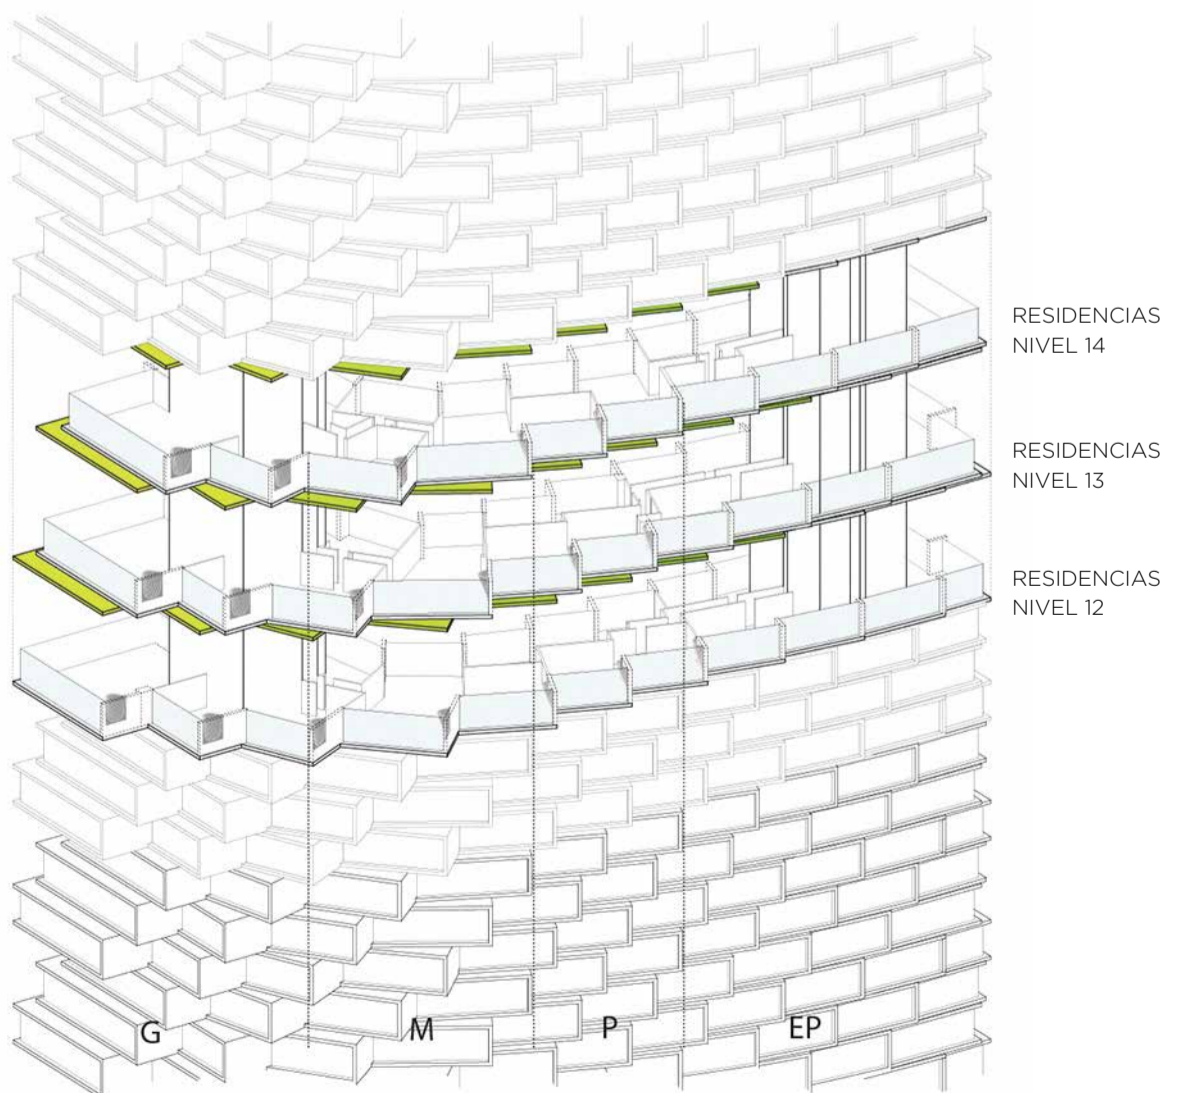 RESIDENCIAS
NIVEL 14
RESIDENCIAS
NIVEL 13
RESIDENCIAS
NIVEL 12
G M P EP